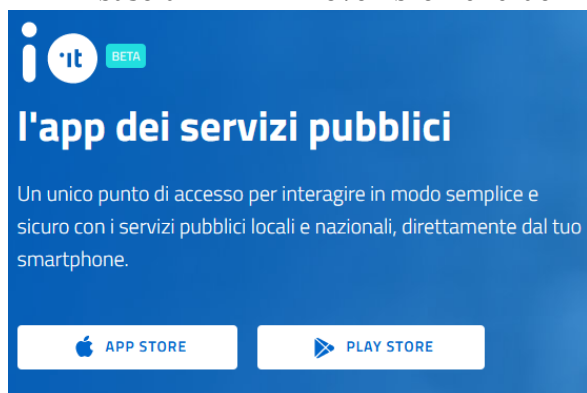 io ·it BETA
l'app dei servizi pubblici
Un unico punto di accesso per interagire in modo semplice e
sicuro con i servizi pubblici locali e nazionali, direttamente dal tuo
smartphone.
APP STORE PLAY STORE